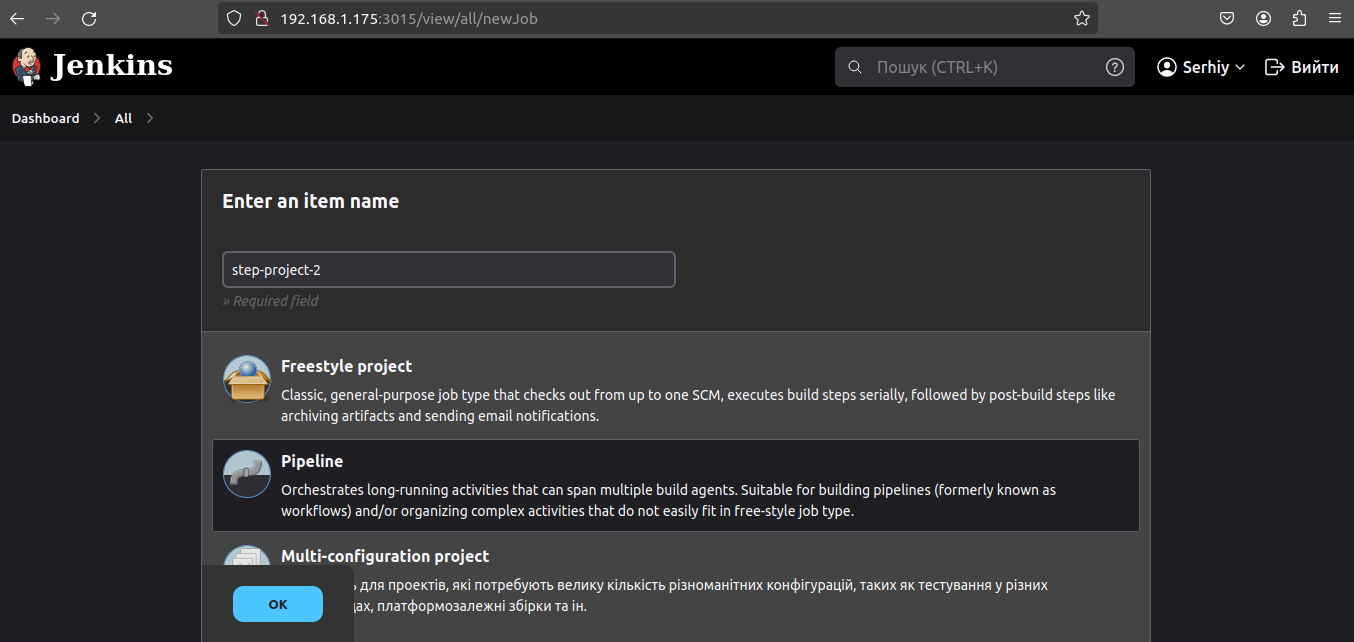 192.168.1.175:3015/view/all/newJob
Jenkins
Пошук (CTRL+K)
Serhiy
Вийти
Dashboard
All
Enter an item name
step-project-2
» Required field
Freestyle project
Classic, general-purpose job type that checks out from up to one SCM, executes build steps serially, followed by post-build steps like
archiving artifacts and sending email notifications.
Pipeline
Orchestrates long-running activities that can span multiple build agents. Suitable for building pipelines (formerly known as
workflows) and/or organizing complex activities that do not easily fit in free-style job type.
Multi-configuration project
для проектів, які потребують велику кількість різноманітних конфігурацій, таких як тестування у різних
платформозалежні збірки та ін.
OK